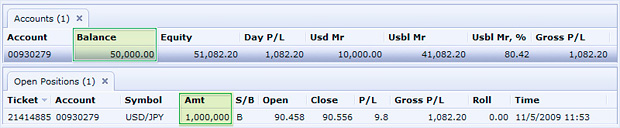 Accounts (1) ×
Account Balance Equity Day P/L Usd Mr Usbl Mr Usbl Mr, % Gross P/L
00930279 50,000.00 51,082.20 1,082.20 10,000.00 41,082.20 80.42 1,082.20
Open Positions (1) ×
Ticket Account Symbol Amt S/B Open Close P/L Gross P/L Roll Time
21414885 00930279 USD/JPY 1,000,000 B 90.458 90.556 9.8 1,082.20 0.00 11/5/2009 11:53